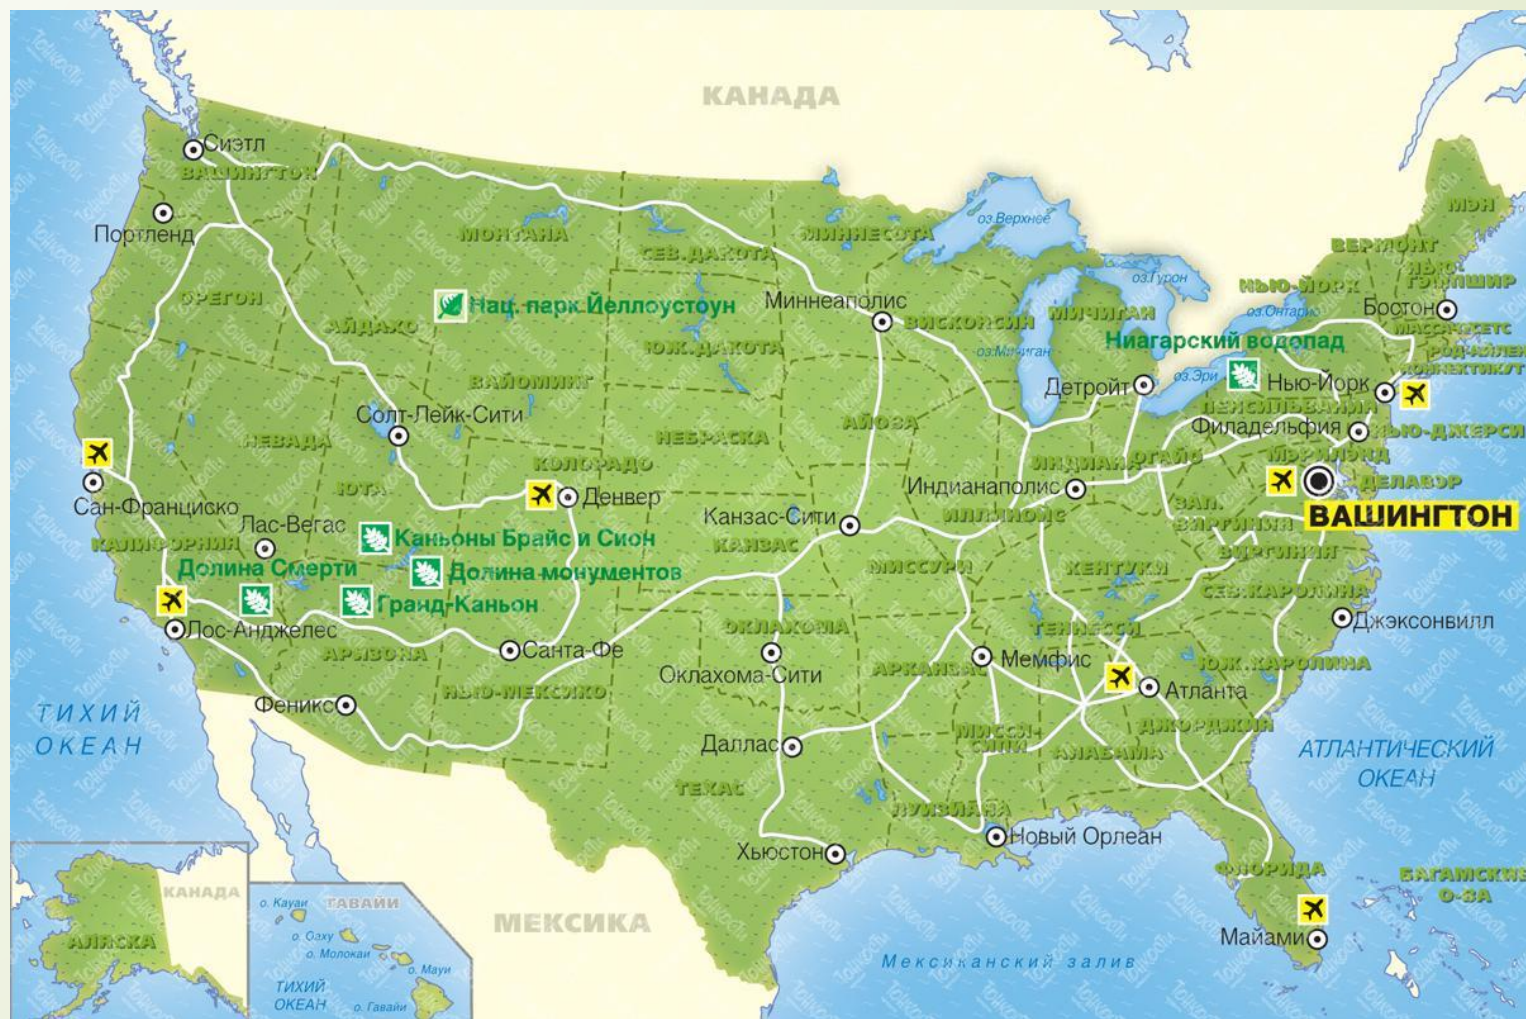 КАНАДА
Сиэтл
ВАШИНГТОН
Портленд
МОНТАНА
СЕВ.ДАКОТА
МИННЕСОТА
оз.Верхнее
МЭН
ВЕРМОНТ
НЬЮ-
ГЭМПШИР
оз.Гурон
НЬЮ-ЙОРК
ОРЕГОН
АЙДАХО
Нац. парк Йеллоустоун
Миннеаполис
ВИСКОНСИН
МИЧИГАН
оз.Онтарио
Бостон
МАССАЧУСЕТС
Ниагарский водопад
РОД-АЙЛЕНД
КОННЕКТИКУТ
ЮЖ.ДАКОТА
оз.Мичиган
оз.Эри
Детройт
Нью-Йорк
ВАЙОМИНГ
ПЕНСИЛЬВАНИЯ
Солт-Лейк-Сити
НЕВАДА
НЕБРАСКА
АЙОВА
Филадельфия
НЬЮ-ДЖЕРСИ
КОЛОРАДО
ИНДИАНА
ОГАЙО
МЭРИЛЭНД
ДЕЛАВЭР
ЮТА
Денвер
Индианаполис
Сан-Франциско
Лас-Вегас
Канзас-Сити
ИЛЛИНОЙС
ЗАП.
ВИРГИНИЯ
ВАШИНГТОН
КАЛИФОРНИЯ
Каньоны Брайс и Сион
КАНЗАС
ВИРГИНИЯ
Долина Смерти
Долина монументов
МИССУРИ
КЕНТУКИ
Гранд-Каньон
СЕВ.КАРОЛИНА
Лос-Анджелес
АРИЗОНА
Санта-Фе
ОКЛАХОМА
ТЕННЕССИ
Джэксонвилл
Оклахома-Сити
АРКАНЗАС
Мемфис
ЮЖ.КАРОЛИНА
НЬЮ-МЕКСИКО
Атланта
Феникс
ТИХИЙ
ОКЕАН
Даллас
МИССИ-
СИПИ
АЛАБАМА
ДЖОРДЖИЯ
АТЛАНТИЧЕСКИЙ
ОКЕАН
ТЕХАС
ЛУИЗИАНА
Хьюстон
Новый Орлеан
ФЛОРИДА
БАГАМСКИЕ
О-ВА
КАНАДА
АЛЯСКА
ГАВАЙИ
о. Кауаи
о. Оаху
о. Молокаи
о. Мауи
ТИХИЙ
ОКЕАН
о. Гавайи
МЕКСИКА
Мексиканский залив
Майами